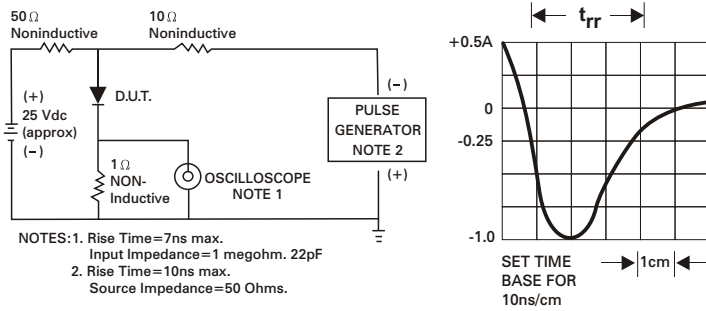 50Ω
Noninductive
10Ω
Noninductive
(+)
25 Vdc
(approx)
(-)
D.U.T.
1Ω
NON-
Inductive
OSCILLOSCOPE
NOTE 1
(-)
PULSE
GENERATOR
NOTE 2
(+)
NOTES:1. Rise Time=7ns max.
Input Impedance=1 megohm. 22pF
2. Rise Time=10ns max.
Source Impedance=50 Ohms.
trr
+0.5A
0
-0.25
-1.0
SET TIME
BASE FOR
10ns/cm
1cm